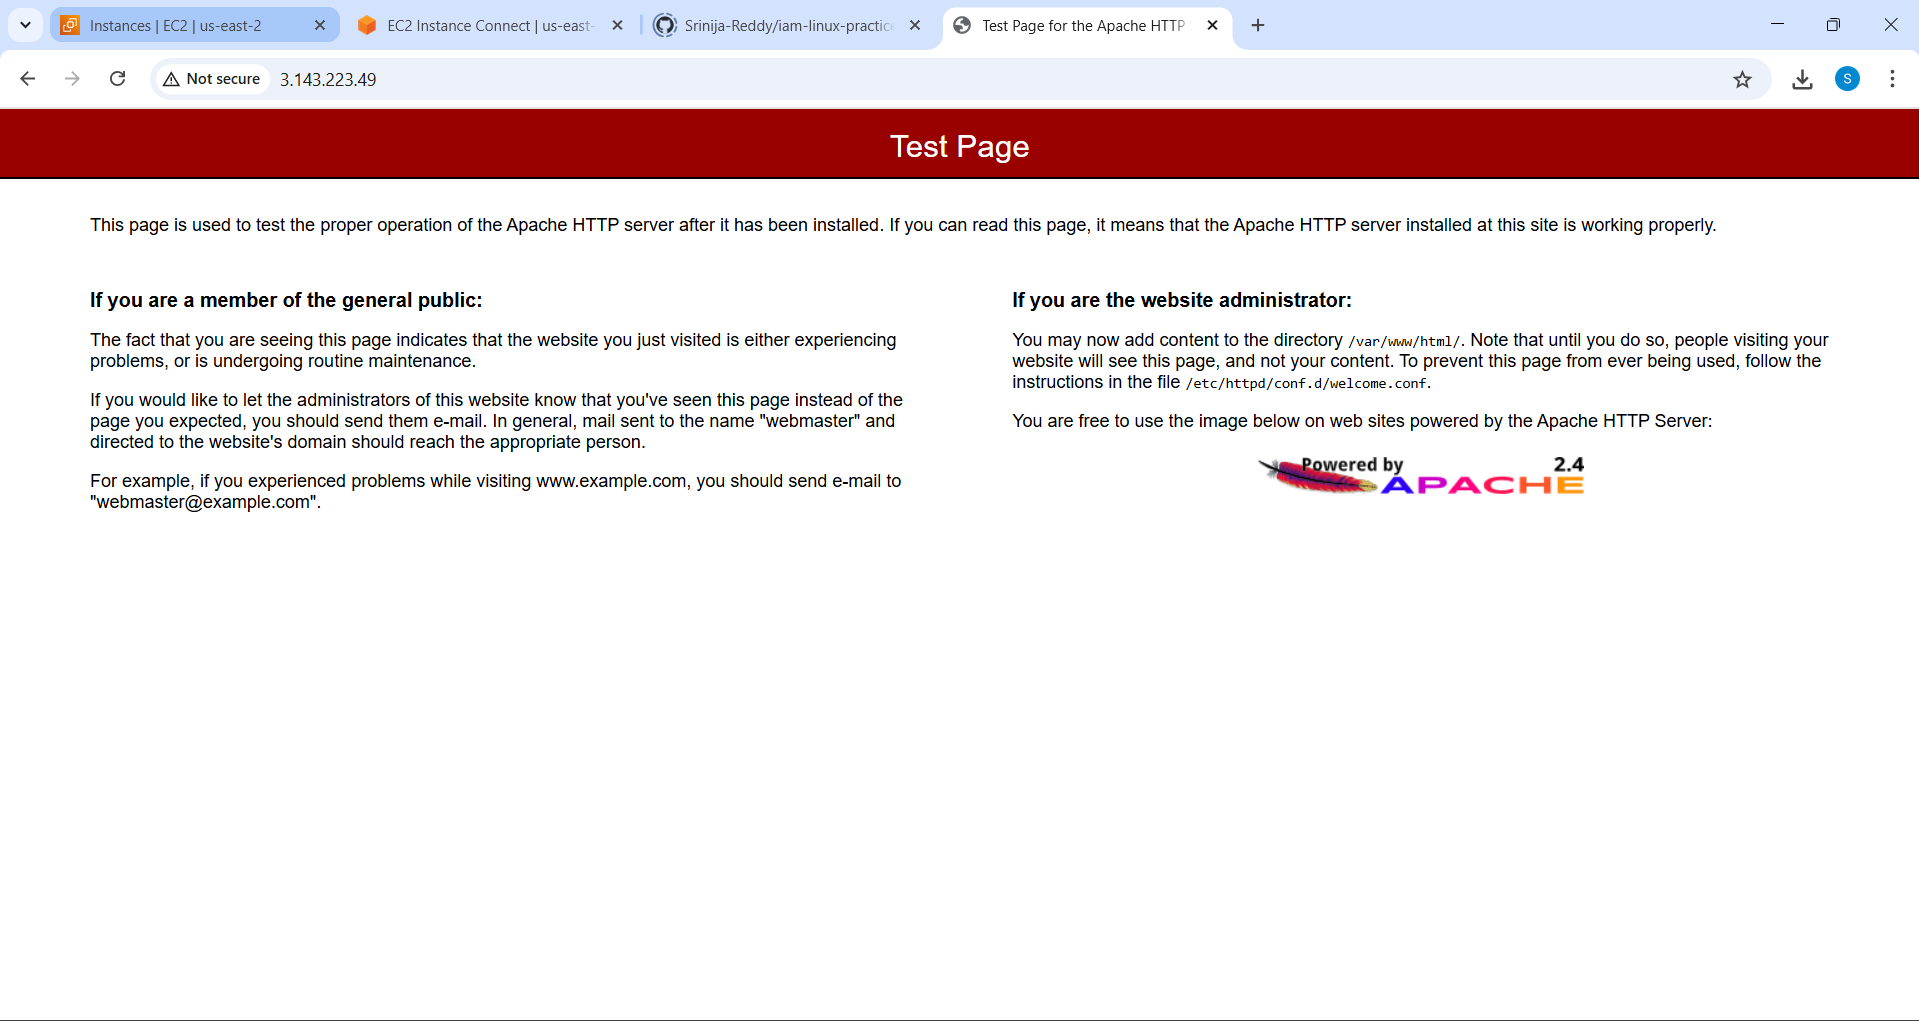 Instances | EC2 | us-east-2
EC2 Instance Connect | us-east-
Srinija-Reddy/iam-linux-practice
Test Page for the Apache HTTP
Not secure
3.143.223.49
S
Test Page
This page is used to test the proper operation of the Apache HTTP server after it has been installed. If you can read this page, it means that the Apache HTTP server installed at this site is working properly.
If you are a member of the general public:
The fact that you are seeing this page indicates that the website you just visited is either experiencing
problems, or is undergoing routine maintenance.
If you would like to let the administrators of this website know that you've seen this page instead of the
page you expected, you should send them e-mail. In general, mail sent to the name "webmaster" and
directed to the website's domain should reach the appropriate person.
For example, if you experienced problems while visiting www.example.com, you should send e-mail to
"webmaster@example.com".
If you are the website administrator:
You may now add content to the directory /var/www/html/. Note that until you do so, people visiting your
website will see this page, and not your content. To prevent this page from ever being used, follow the
instructions in the file /etc/httpd/conf.d/welcome.conf.
You are free to use the image below on web sites powered by the Apache HTTP Server:
Powered by 2.4
APACHE